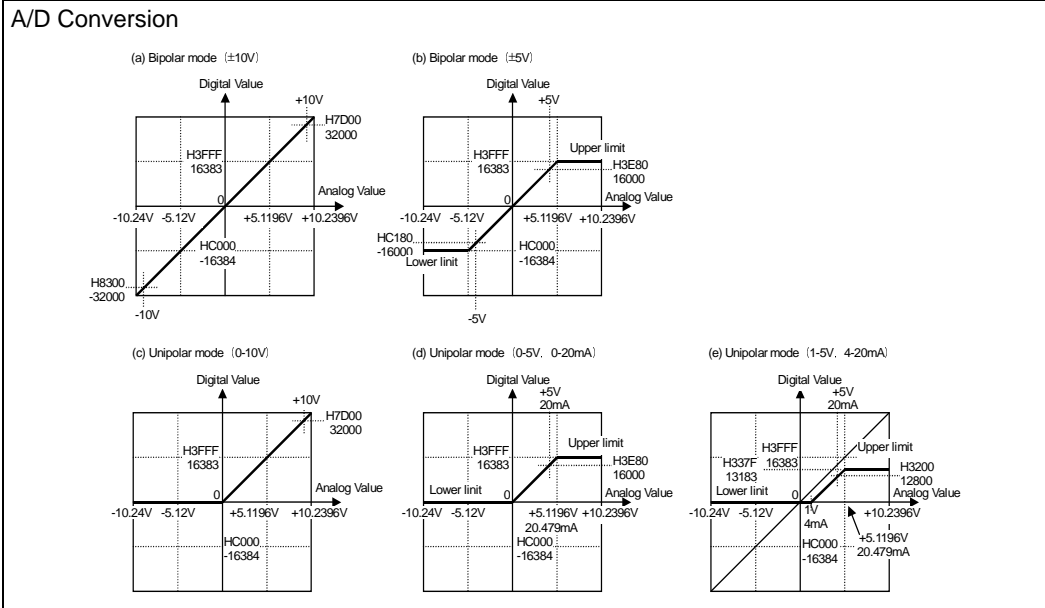 A/D Conversion
(a) Bipolar mode (±10V)
Digital Value
+10V
H7D00
32000
H3FFF
16383
0
Analog Value
-10.24V -5.12V +5.1196V +10.2396V
HC000
-16384
H8300
-32000
-10V
(b) Bipolar mode (±5V)
Digital Value
+5V
Upper limit
H3FFF
16383
H3E80
16000
0
Analog Value
-10.24V -5.12V +5.1196V +10.2396V
HC180
-16000
Lower linit
HC000
-16384
-5V
(c) Unipolar mode (0-10V)
Digital Value
+10V
H7D00
32000
H3FFF
16383
0
Analog Value
-10.24V -5.12V +5.1196V +10.2396V
HC000
-16384
(d) Unipolar mode (0-5V, 0-20mA)
Digital Value
+5V
20mA
Upper limit
H3FFF
16383
H3E80
16000
Lower linit
0
Analog Value
-10.24V -5.12V +5.1196V +10.2396V
20.479mA
HC000
-16384
(e) Unipolar mode (1-5V, 4-20mA)
Digital Value
+5V
20mA
Upper limit
H3FFF
16383
H337F
13183
H3200
12800
Lower linit
0
Analog Value
-10.24V -5.12V 1V +10.2396V
4mA
HC000
-16384
+5.1196V
20.479mA